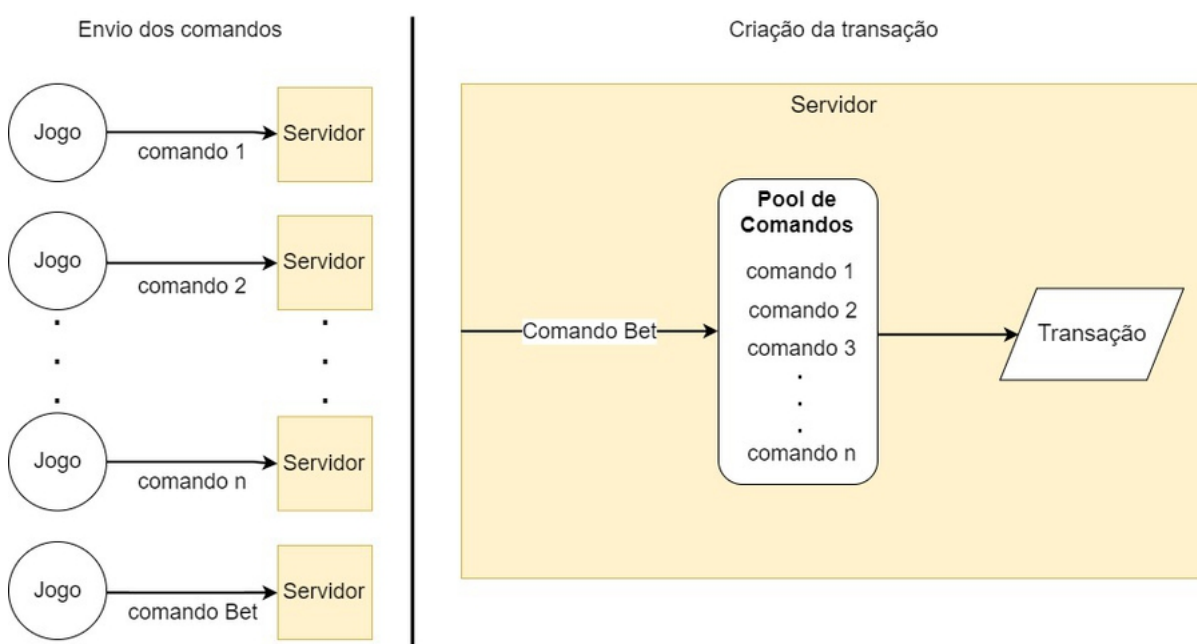 Envio dos comandos
Jogo
comando 1
Servidor
Jogo
comando 2
Servidor
Jogo
comando n
Servidor
Jogo
comando Bet
Servidor
Criação da transação
Servidor
Comando Bet
Pool de
Comandos
comando 1
comando 2
comando 3
comando n
Transação